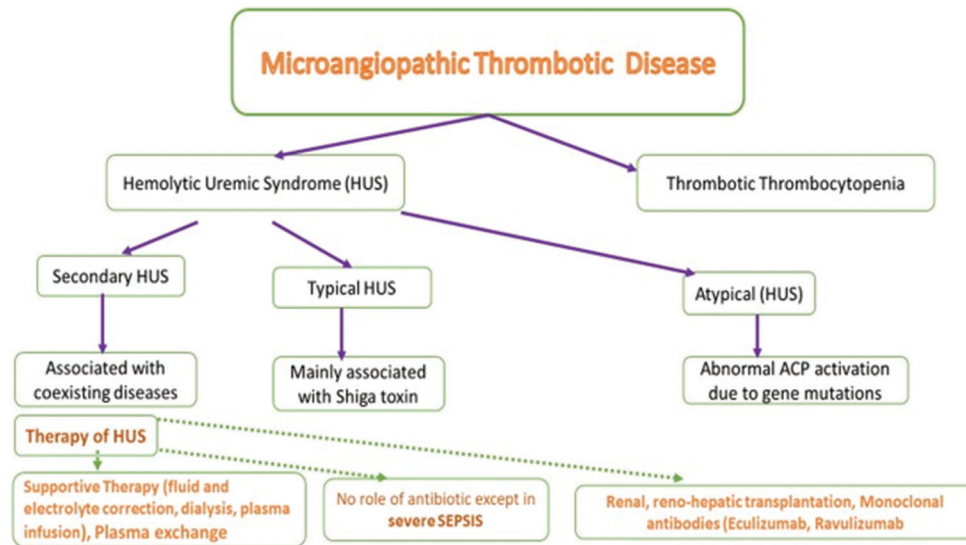 Microangiopathic Thrombotic Disease
Hemolytic Uremic Syndrome (HUS)
Thrombotic Thrombocytopenia
Secondary HUS
Typical HUS
Atypical (HUS)
Associated with
coexisting diseases
Mainly associated
with Shiga toxin
Abnormal ACP activation
due to gene mutations
Therapy of HUS
Supportive Therapy (fluid and
electrolyte correction, dialysis, plasma
infusion), Plasma exchange
No role of antibiotic except in
severe SEPSIS
Renal, reno-hepatic transplantation, Monoclonal
antibodies (Eculizumab, Ravulizumab